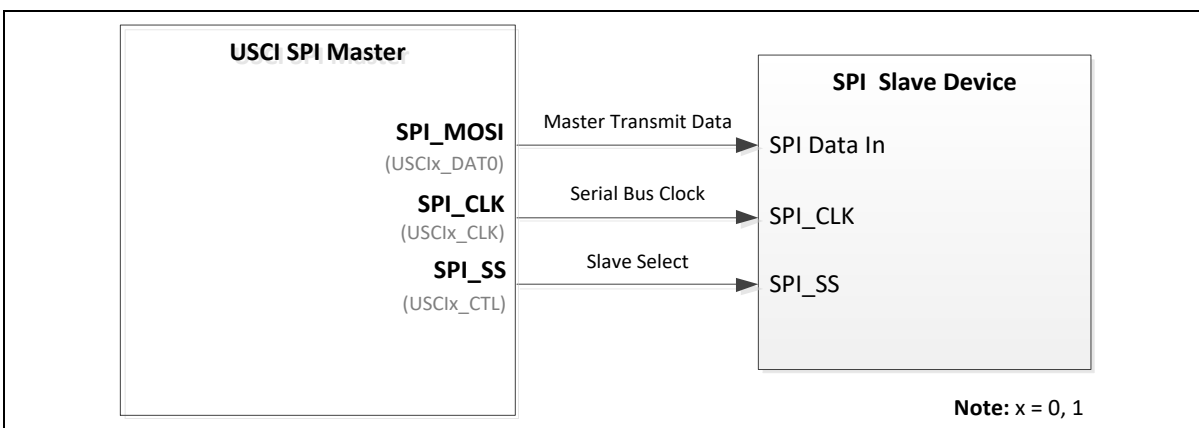 USCI SPI Master
SPI Slave Device
SPI_MOSI
(USCIx_DAT0)
Master Transmit Data
SPI Data In
SPI_CLK
(USCIx_CLK)
Serial Bus Clock
SPI_CLK
SPI_SS
(USCIx_CTL)
Slave Select
SPI_SS
Note: x = 0, 1